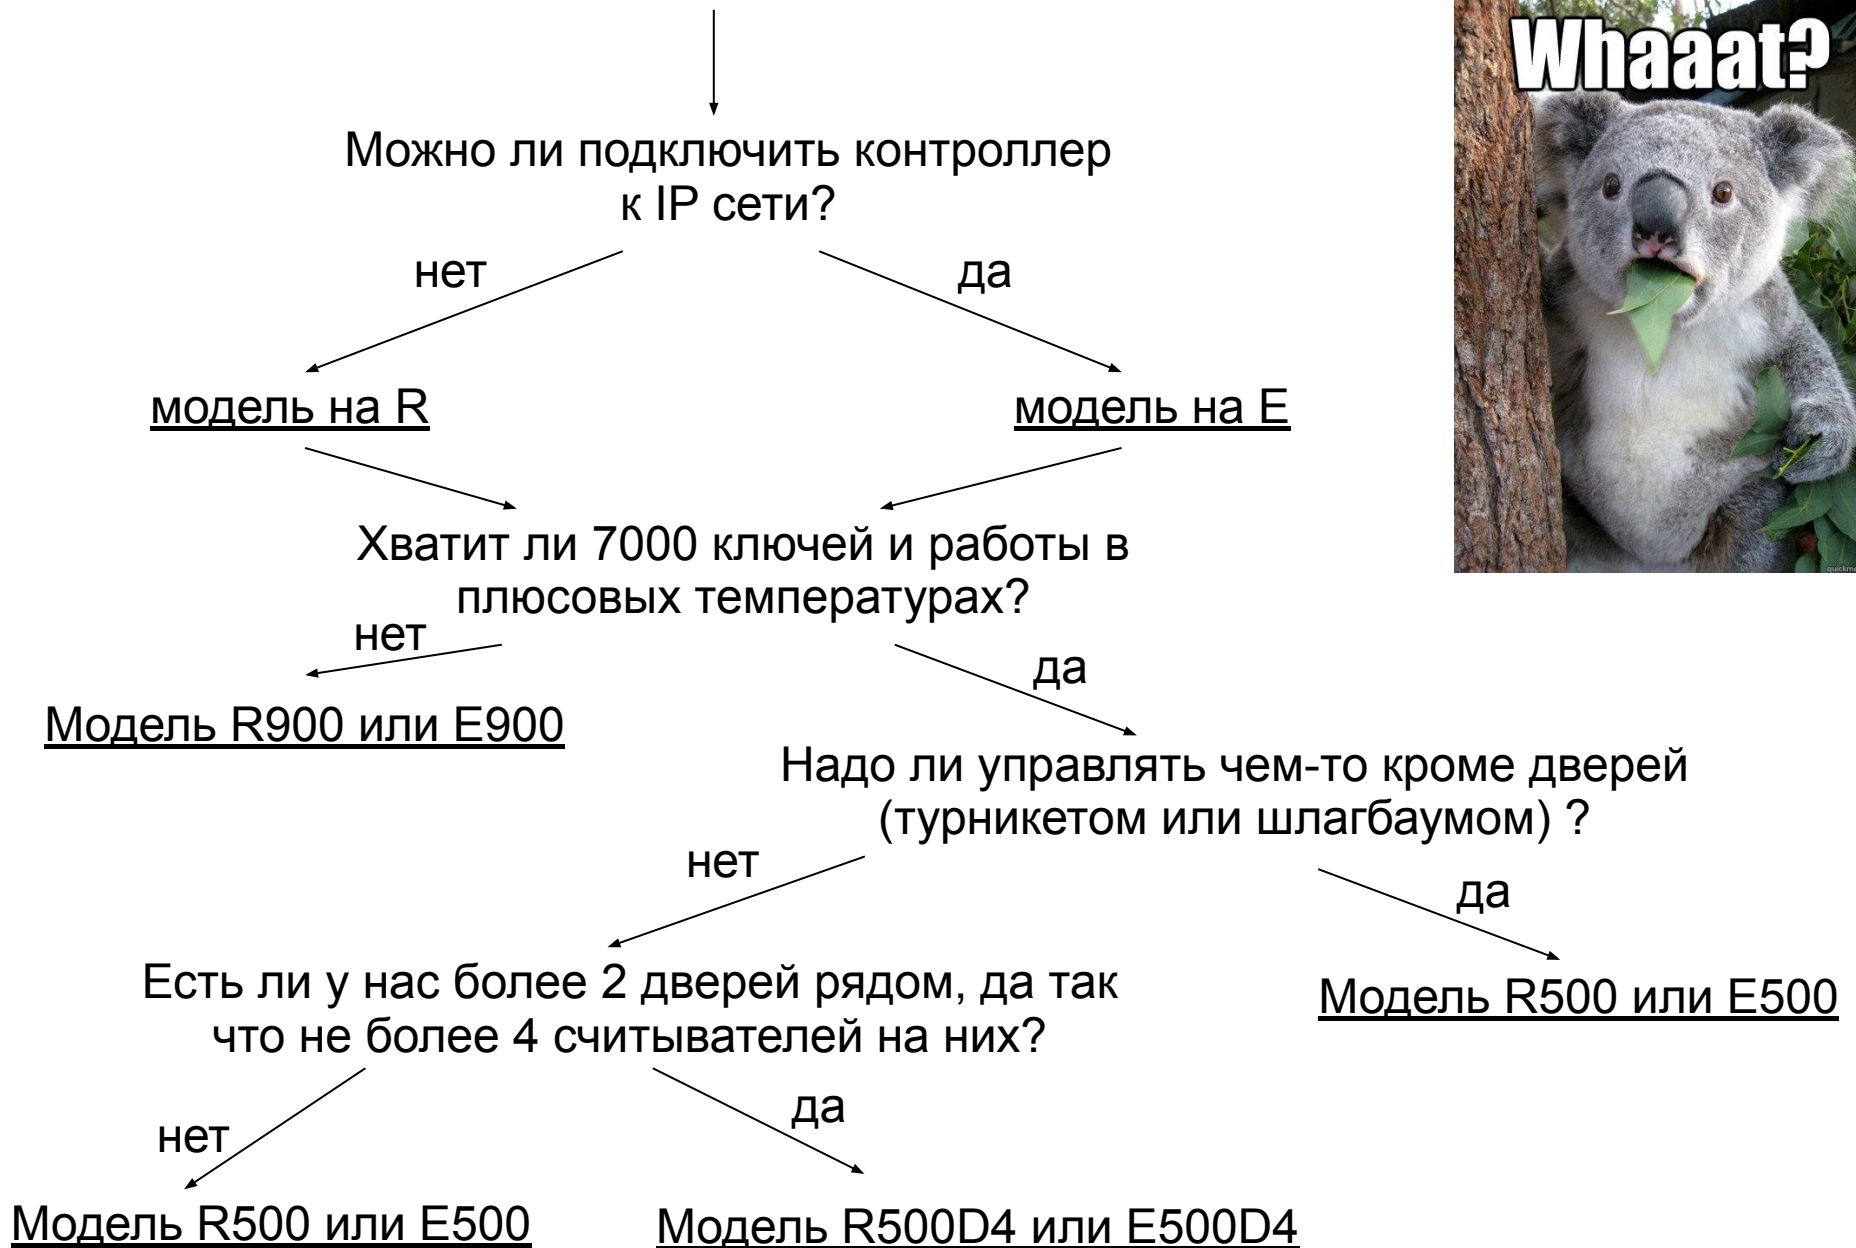 Whaaat?
Можно ли подключить контроллер
к IP сети?
нет
да
модель на R
модель на E
Хватит ли 7000 ключей и работы в
плюсовых температурах?
нет
да
Модель R900 или E900
Надо ли управлять чем-то кроме дверей
(турникетом или шлагбаумом) ?
нет
да
Есть ли у нас более 2 дверей рядом, да так
что не более 4 считывателей на них?
Модель R500 или E500
нет
да
Модель R500 или E500
Модель R500D4 или E500D4